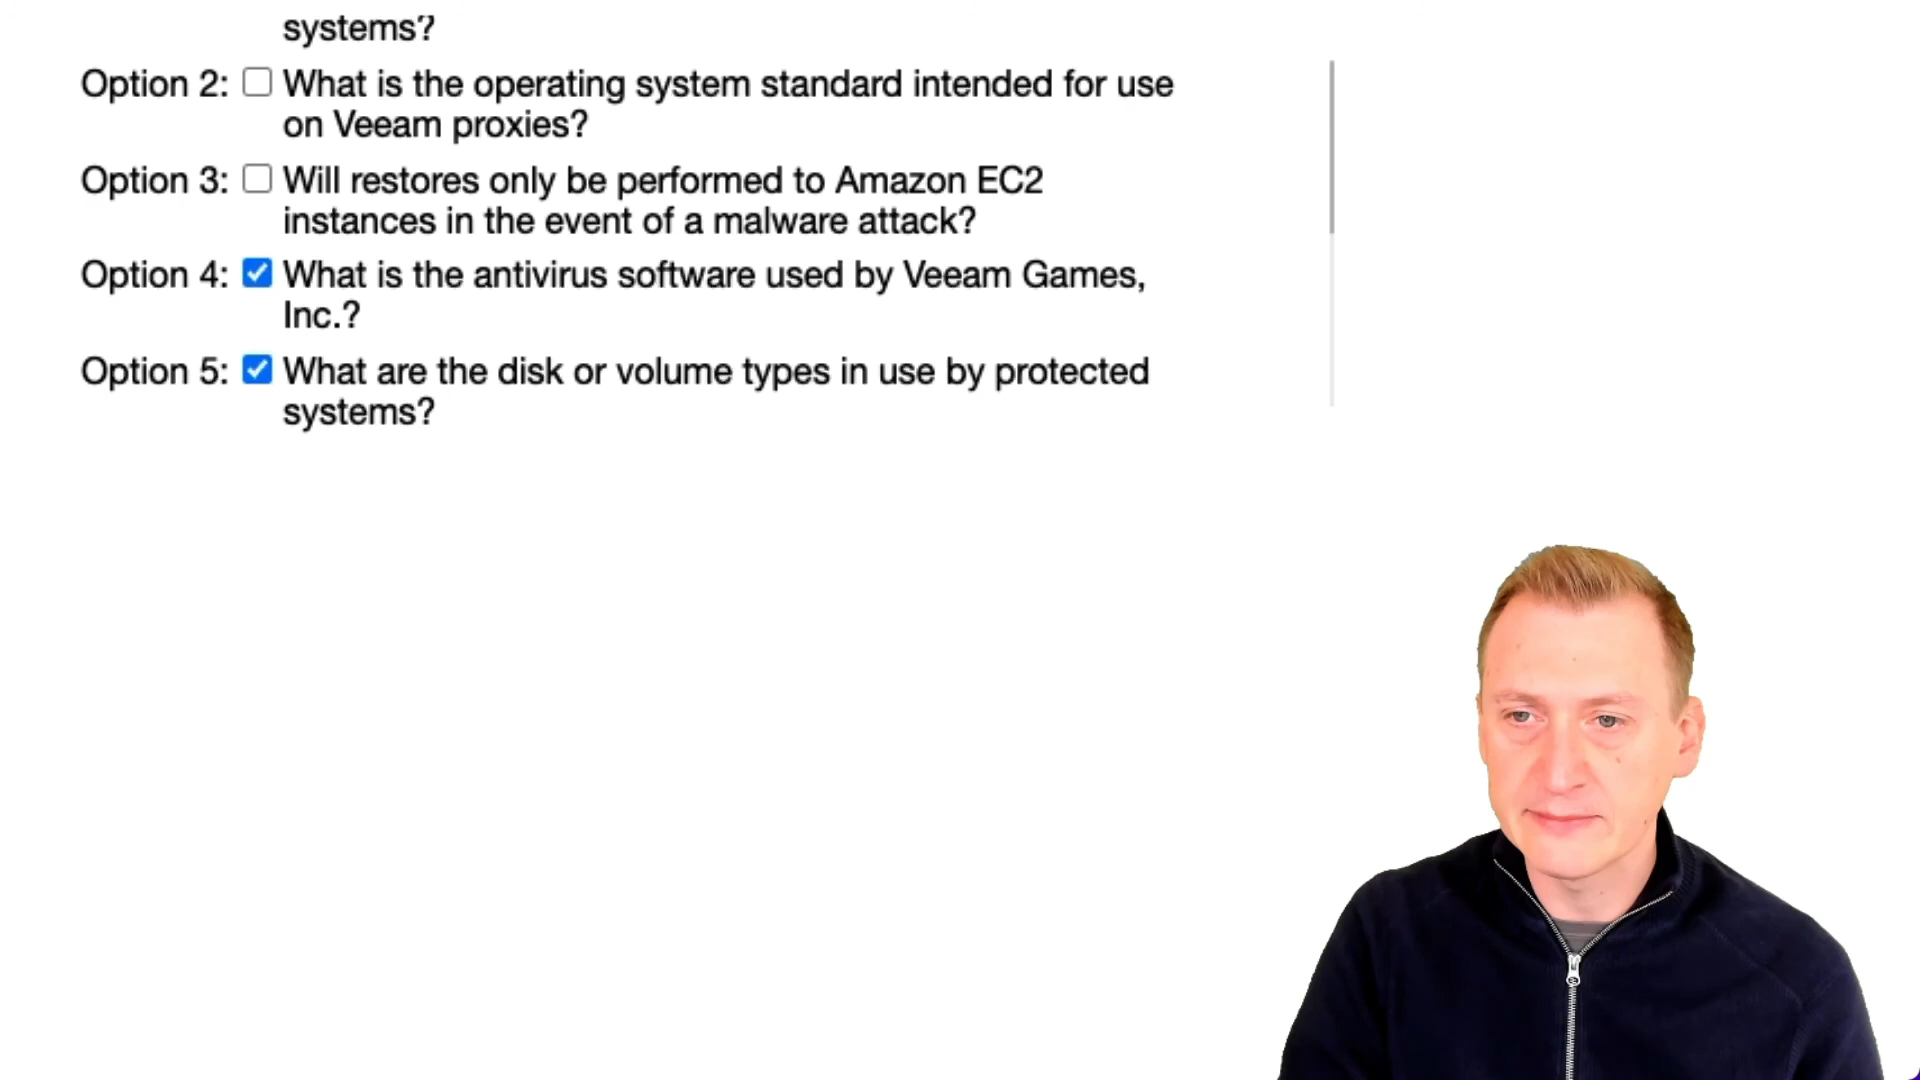 systems?
Option 2: What is the operating system standard intended for use
on Veeam proxies?
Option 3: Will restores only be performed to Amazon EC2
instances in the event of a malware attack?
Option 4: What is the antivirus software used by Veeam Games,
Inc.?
Option 5: What are the disk or volume types in use by protected
systems?